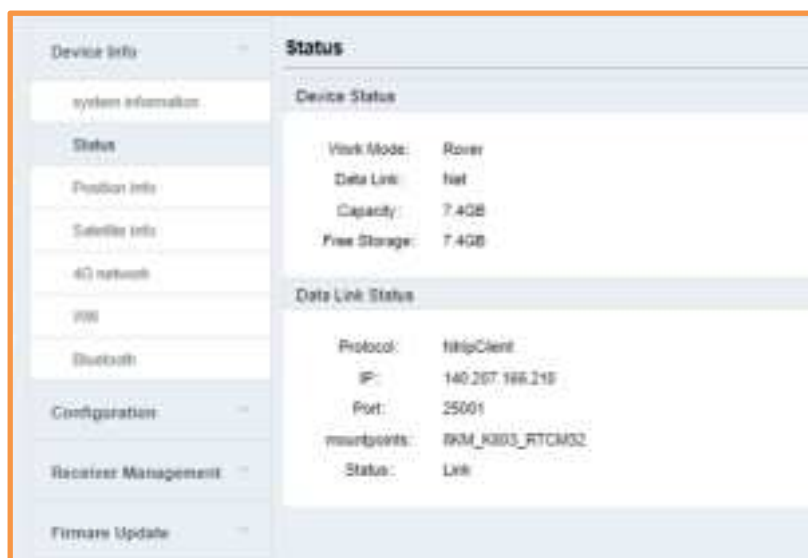 Device Info
system information
Status
Position Info
Satellite Info
4G network
Wifi
Bluetooth
Configuration
Receiver Management
Firmare Update
Status
Device Status
Work Mode: Rover
Data Link: Net
Capacity: 7.4GB
Free Storage: 7.4GB
Data Link Status
Protocol: NtripClient
IP: 140.207.166.210
Port: 25001
mountpoints:
Status: Link